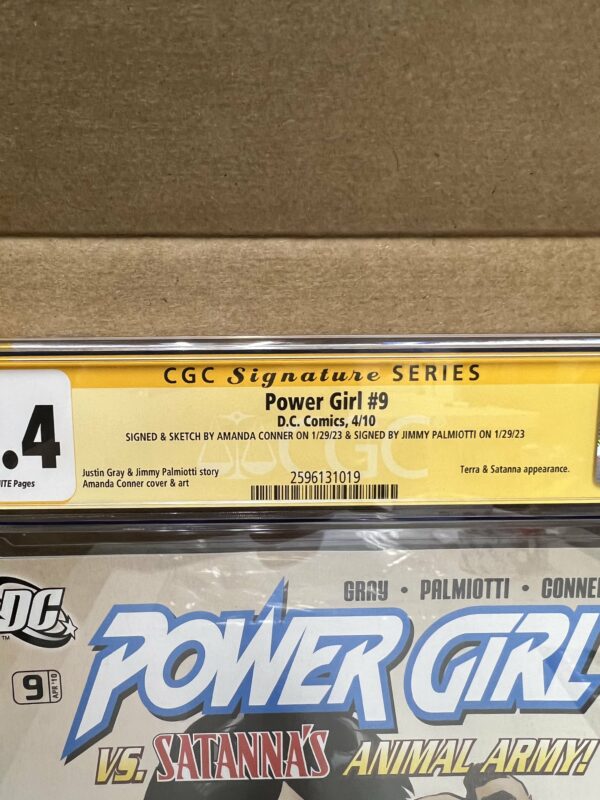 CGC Signature SERIES
Power Girl #9
D.C. Comics, 4/10
SIGNED & SKETCH BY AMANDA CONNER ON 1/29/23 & SIGNED BY JIMMY PALMIOTTI ON 1/29/23
.4
ITE Pages
Justin Gray & Jimmy Palmiotti story
Amanda Conner cover & art
CGC
2596131019
Terra & Satanna appearance.
GRAY • PALMIOTTI • CONNE
DC
TM
POWER GIRL
9
APR '10
VS. SATANNA'S ANIMAL ARMY!